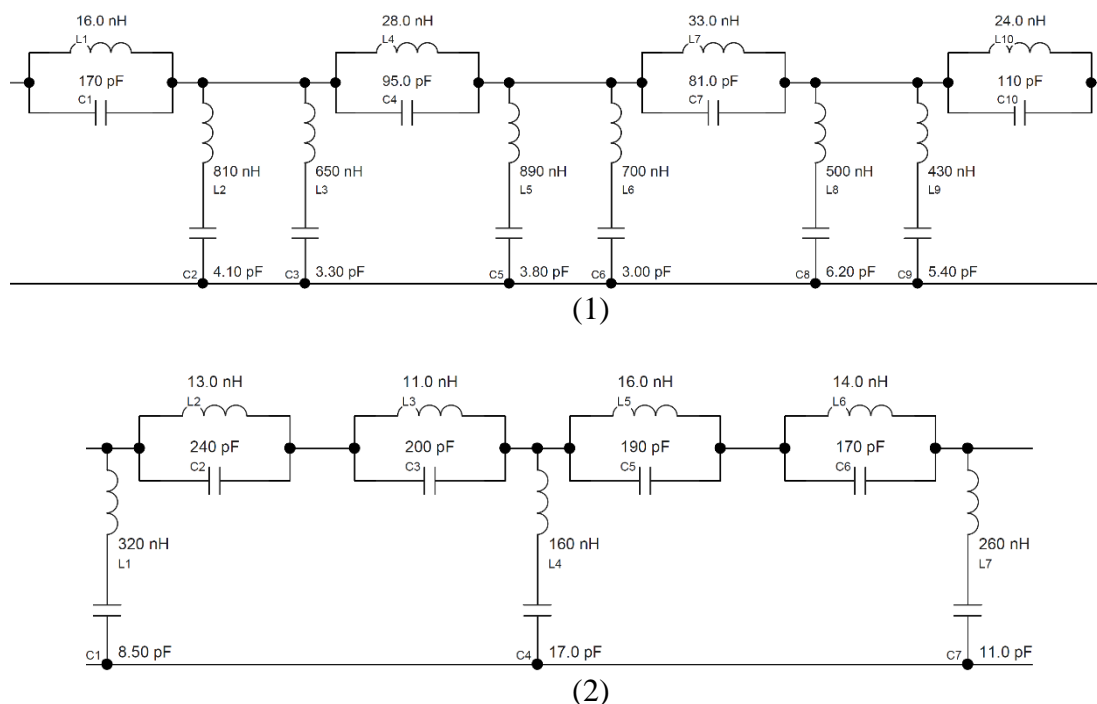 16.0 nH 28.0 nH 33.0 nH 24.0 nH
L1 L4 L7 L10
170 pF 95.0 pF 81.0 pF 110 pF
C1 C4 C7 C10
810 nH 650 nH 890 nH 700 nH 500 nH 430 nH
L2 L3 L5 L6 L8 L9
C2 4.10 pF C3 3.30 pF C5 3.80 pF C6 3.00 pF C8 6.20 pF C9 5.40 pF
(1)
13.0 nH 11.0 nH 16.0 nH 14.0 nH
L2 L3 L5 L6
240 pF 200 pF 190 pF 170 pF
C2 C3 C5 C6
320 nH 160 nH 260 nH
L1 L4 L7
C1 8.50 pF C4 17.0 pF C7 11.0 pF
(2)